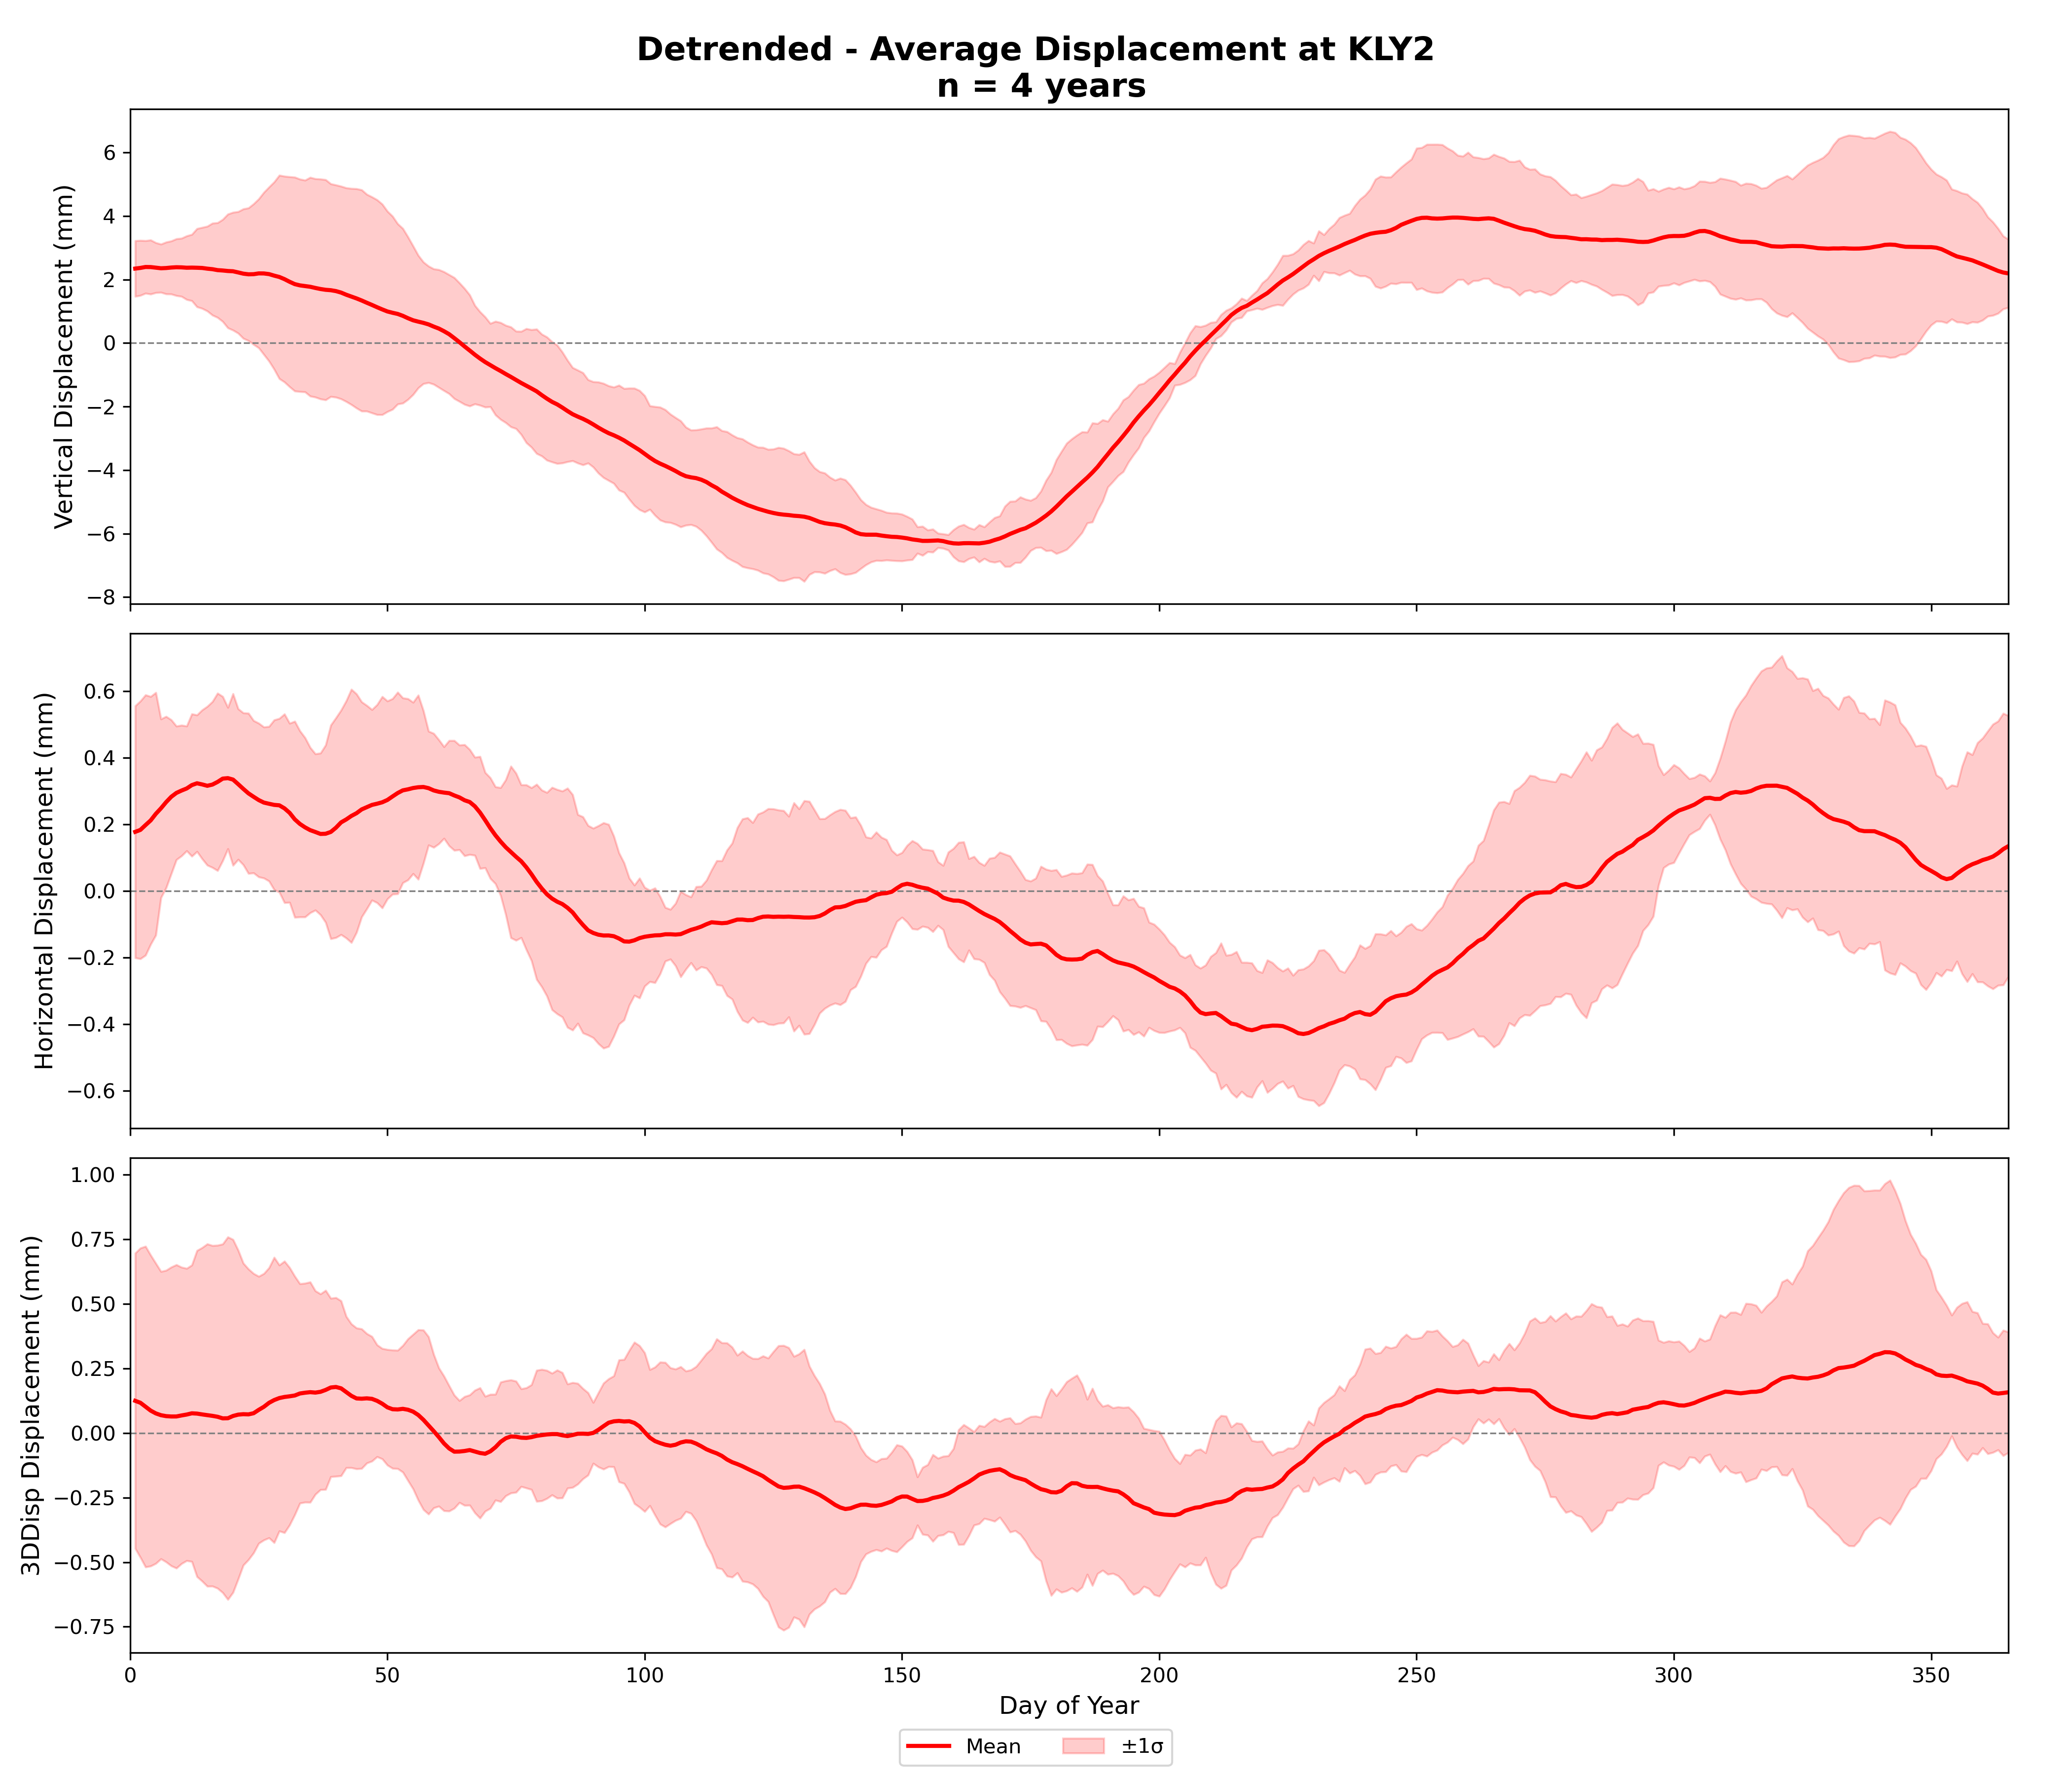 Detrended - Average Displacement at KLY2
n = 4 years
Vertical Displacement (mm)
6
4
2
0
−2
−4
−6
−8
Horizontal Displacement (mm)
0.6
0.4
0.2
0.0
−0.2
−0.4
−0.6
3DDisp Displacement (mm)
1.00
0.75
0.50
0.25
0.00
−0.25
−0.50
−0.75
0 50 100 150 200 250 300 350
Day of Year
Mean ±1σ